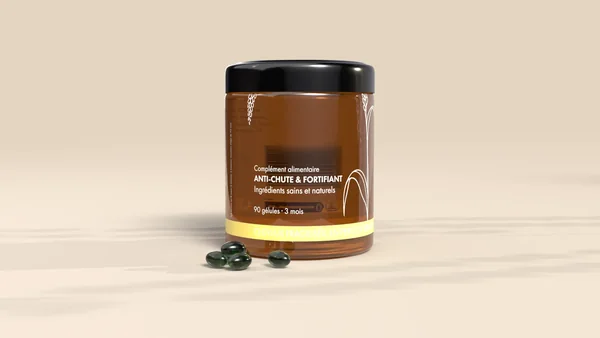 Complément alimentaire
ANTI-CHUTE & FORTIFIANT
Ingrédients sains et naturels
90 gélules · 3 mois